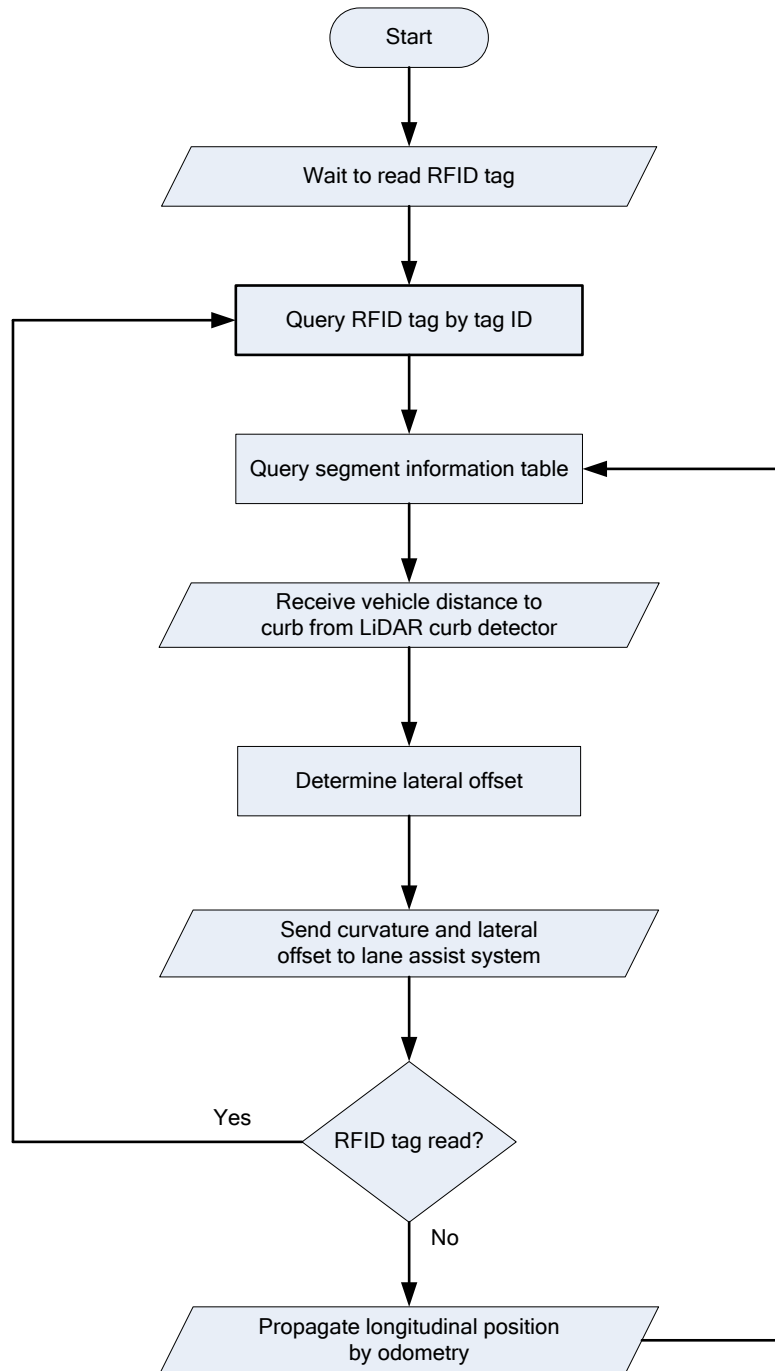 Start
Wait to read RFID tag
Query RFID tag by tag ID
Query segment information table
Receive vehicle distance to
curb from LiDAR curb detector
Determine lateral offset
Send curvature and lateral
offset to lane assist system
Yes
RFID tag read?
No
Propagate longitudinal position
by odometry